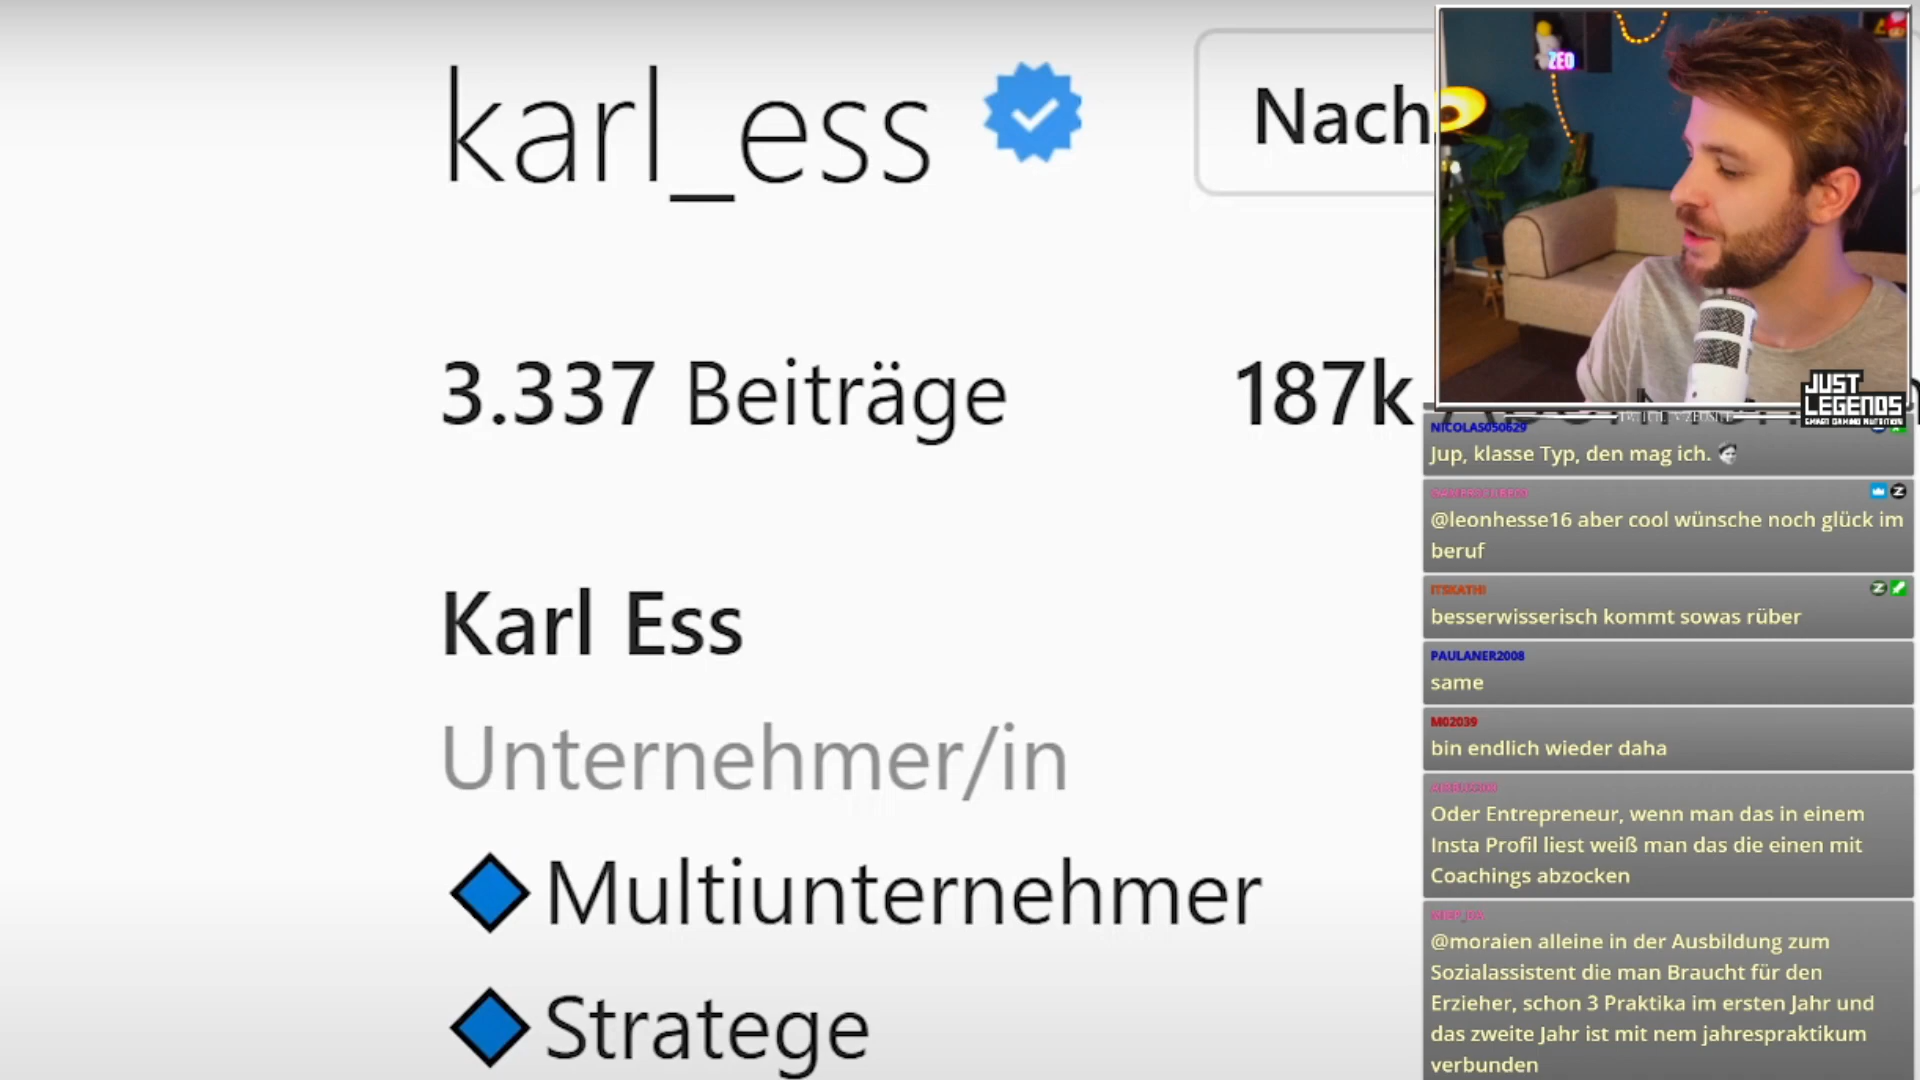 karl_ess
Nach
3.337 Beiträge
187k
Karl Ess
Unternehmer/in
Multiunternehmer
Stratege
ZEO
JUST
LEGENDS
SMART GAMING NUTRITION
NICOLAS050629
Jup, klasse Typ, den mag ich.
@leonhesse16 aber cool wünsche noch glück im
beruf
ITSKATHI
besserwisserisch kommt sowas rüber
PAULANER2008
same
M02039
bin endlich wieder daha
Oder Entrepreneur, wenn man das in einem
Insta Profil liest weiß man das die einen mit
Coachings abzocken
@moraien alleine in der Ausbildung zum
Sozialassistent die man Braucht für den
Erzieher, schon 3 Praktika im ersten Jahr und
das zweite Jahr ist mit nem jahrespraktikum
verbunden